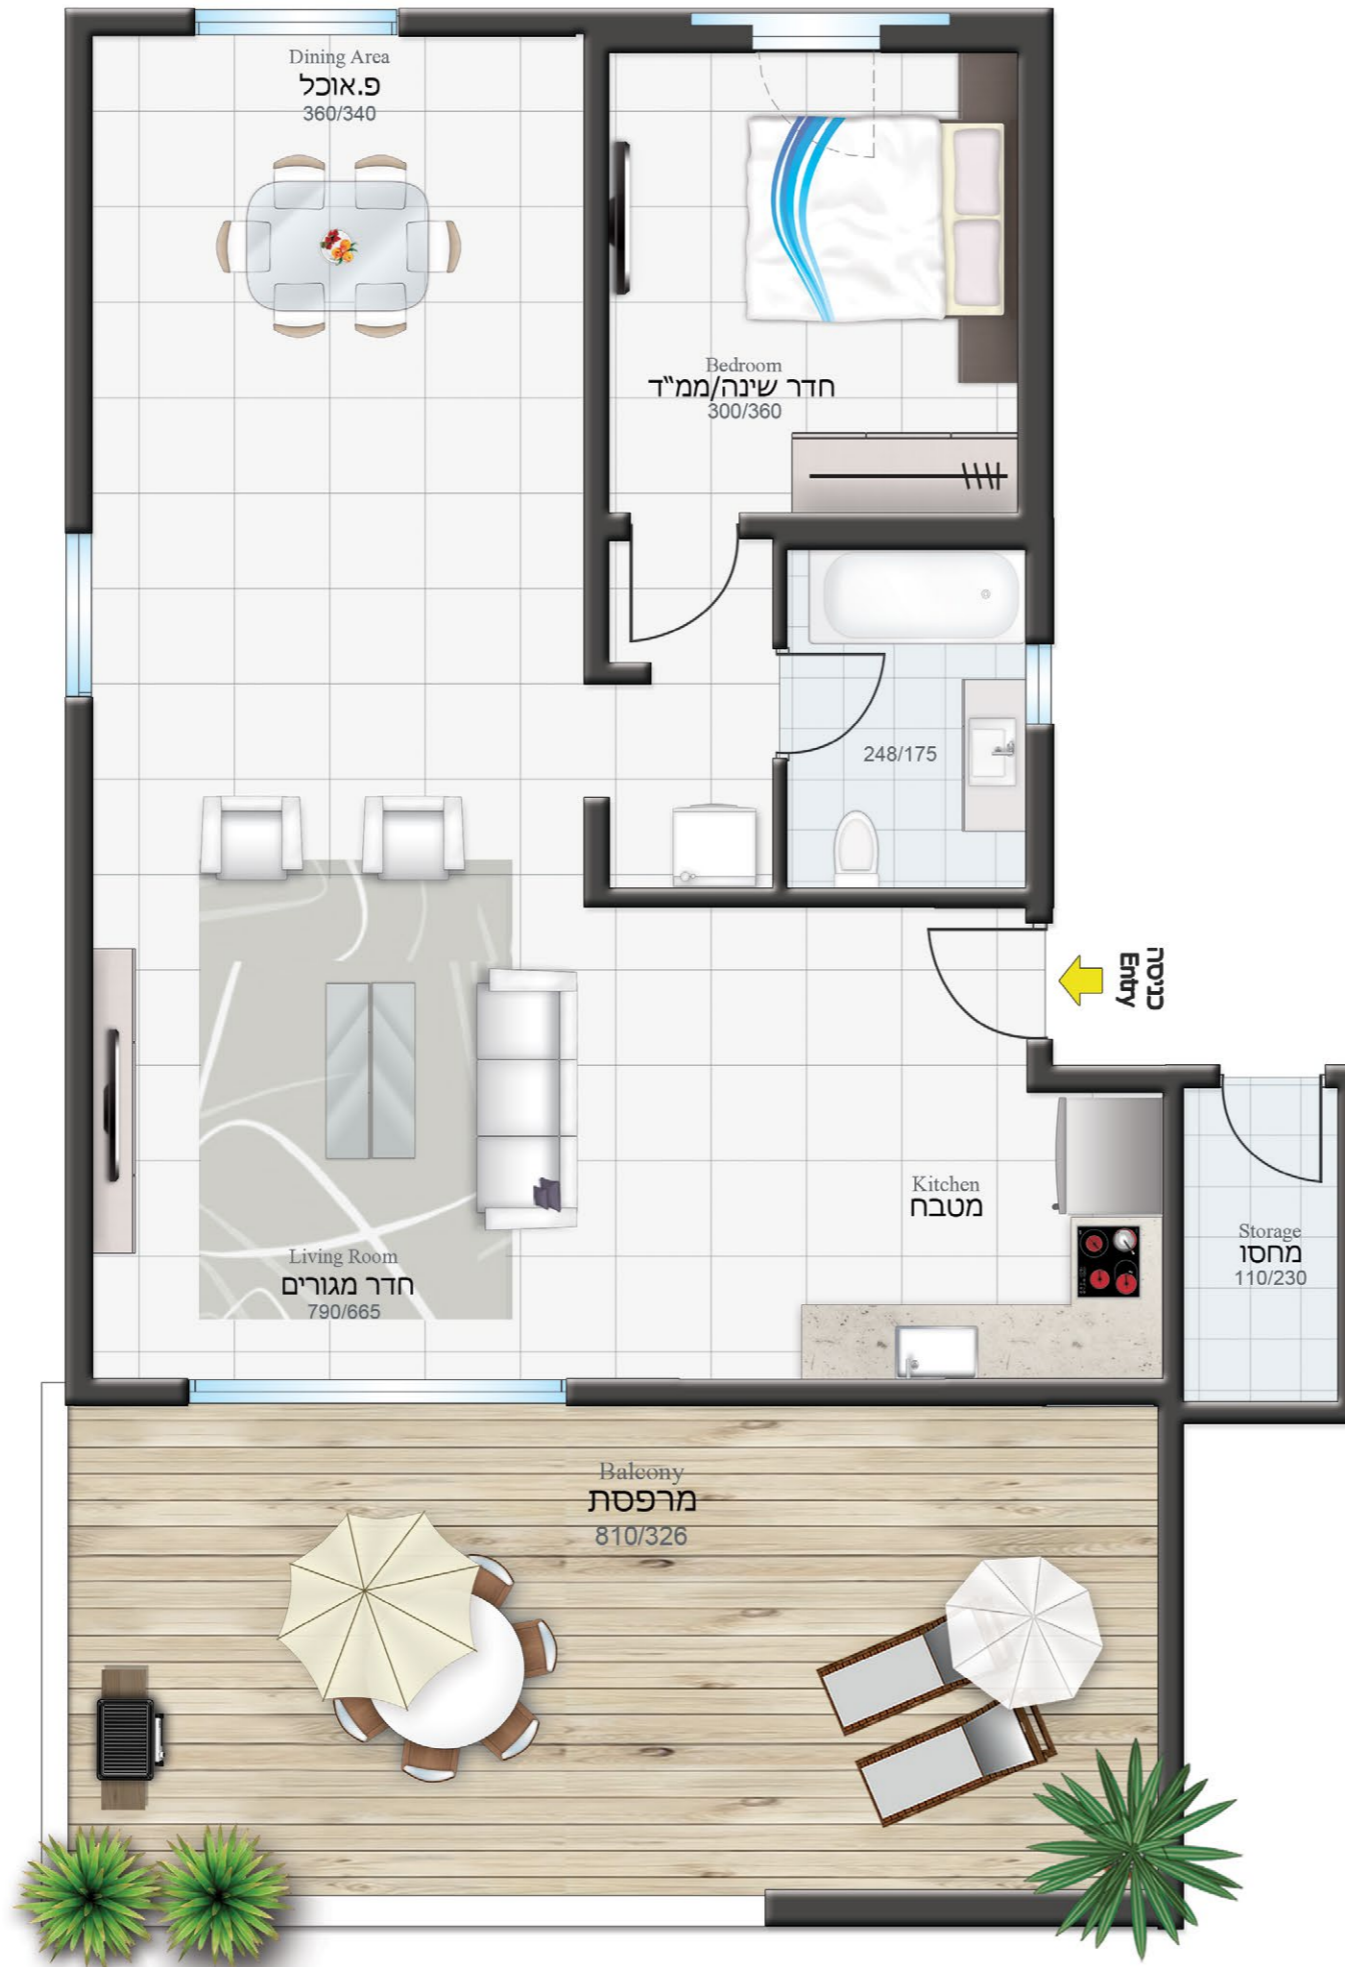 Dining Area
פ.אוכל
360/340
Bedroom
חדר שינה/ממ"ד
300/360
248/175
כניסה
Entry
Kitchen
מטבח
Storage
מחסו
110/230
Living Room
חדר מגורים
790/665
Balcony
מרפסת
810/326